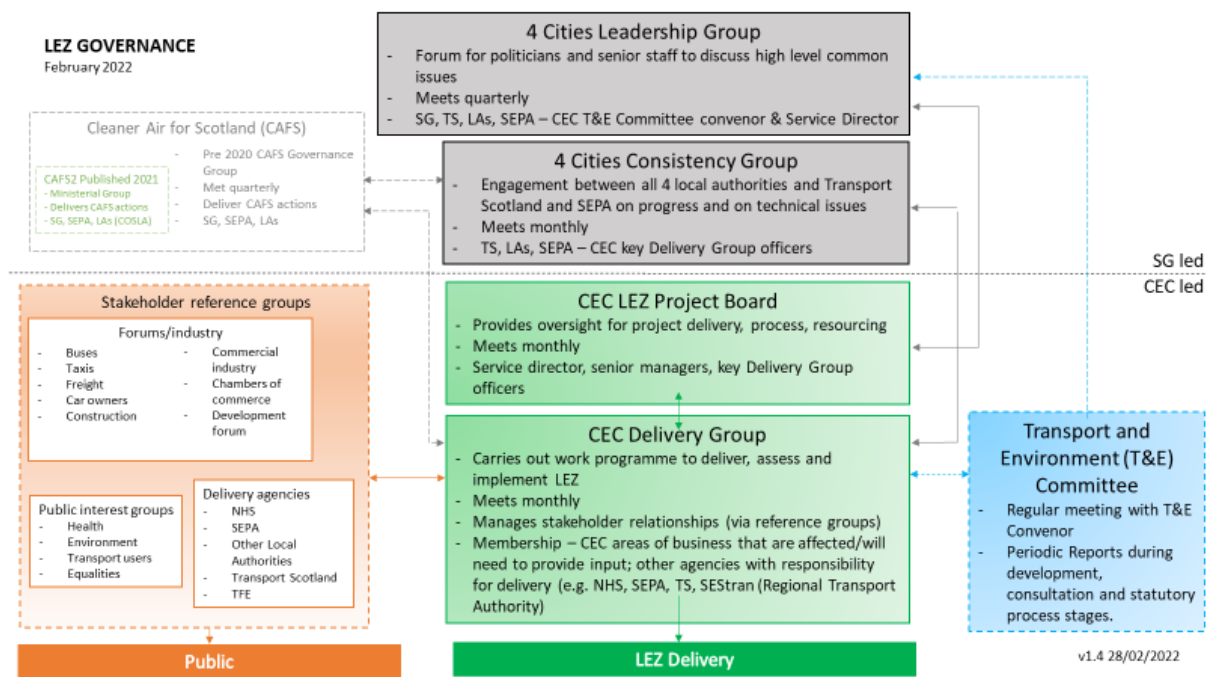 LEZ GOVERNANCE
February 2022
4 Cities Leadership Group
- Forum for politicians and senior staff to discuss high level common
issues
- Meets quarterly
- SG, TS, LAs, SEPA – CEC T&E Committee convenor & Service Director
Cleaner Air for Scotland (CAFS)
CAFS2 Published 2021
- Ministerial Group
- Delivers CAFS actions
- SG, SEPA, LAs (COSLA)
- Pre 2020 CAFS Governance
Group
- Met quarterly
- Deliver CAFS actions
- SG, SEPA, LAs
4 Cities Consistency Group
- Engagement between all 4 local authorities and Transport
Scotland and SEPA on progress and on technical issues
- Meets monthly
- TS, LAs, SEPA – CEC key Delivery Group officers
SG led
CEC led
Stakeholder reference groups
Forums/industry
- Buses
- Taxis
- Freight
- Car owners
- Construction
- Commercial
industry
- Chambers of
commerce
- Development
forum
Public interest groups
- Health
- Environment
- Transport users
- Equalities
Delivery agencies
- NHS
- SEPA
- Other Local
Authorities
- Transport Scotland
- TFE
Public
CEC LEZ Project Board
- Provides oversight for project delivery, process, resourcing
- Meets monthly
- Service director, senior managers, key Delivery Group
officers
CEC Delivery Group
- Carries out work programme to deliver, assess and
implement LEZ
- Meets monthly
- Manages stakeholder relationships (via reference groups)
- Membership – CEC areas of business that are affected/will
need to provide input; other agencies with responsibility
for delivery (e.g. NHS, SEPA, TS, SEStran (Regional Transport
Authority)
LEZ Delivery
Transport and
Environment (T&E)
Committee
- Regular meeting with T&E
Convenor
- Periodic Reports during
development,
consultation and statutory
process stages.
v1.4 28/02/2022